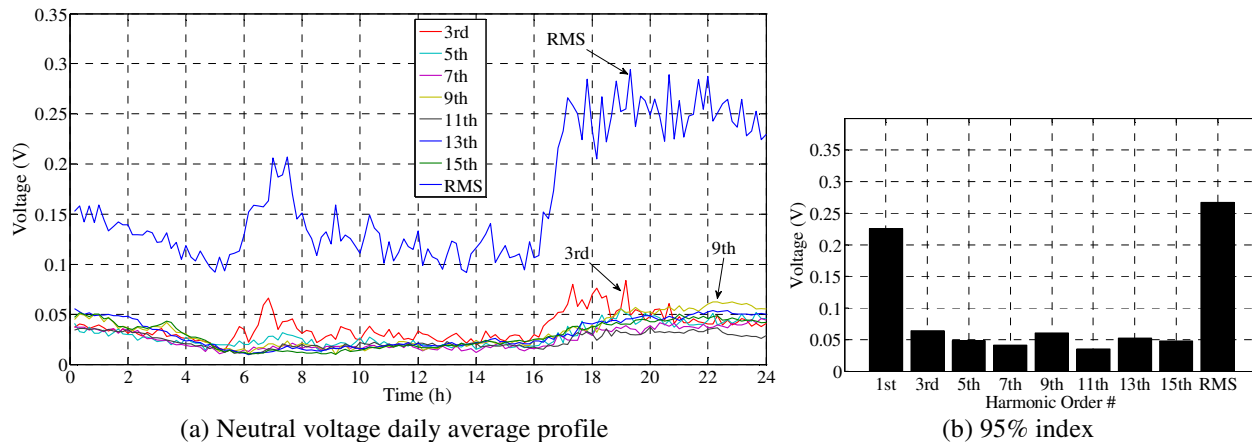 0.35
0.3
0.25
0.2
0.15
0.1
0.05
0
Voltage (V)
3rd
5th
7th
9th
11th
13th
15th
RMS
RMS
3rd
9th
0 2 4 6 8 10 12 14 16 18 20 22 24
Time (h)
(a) Neutral voltage daily average profile
0.35
0.3
0.25
0.2
0.15
0.1
0.05
0
Voltage (V)
1st 3rd 5th 7th 9th 11th 13th 15th RMS
Harmonic Order #
(b) 95% index